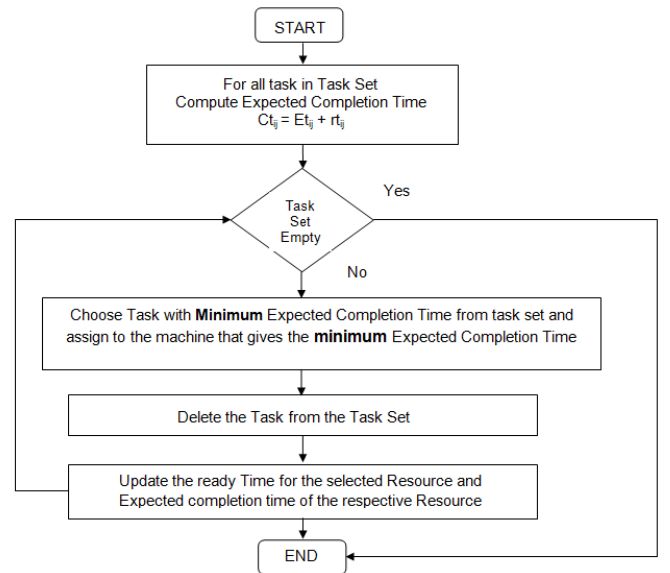 START
For all task in Task Set
Compute Expected Completion Time
Ctij = Etij + rtij
Task
Set
Empty
Yes
No
Choose Task with Minimum Expected Completion Time from task set and
assign to the machine that gives the minimum Expected Completion Time
Delete the Task from the Task Set
Update the ready Time for the selected Resource and
Expected completion time of the respective Resource
END